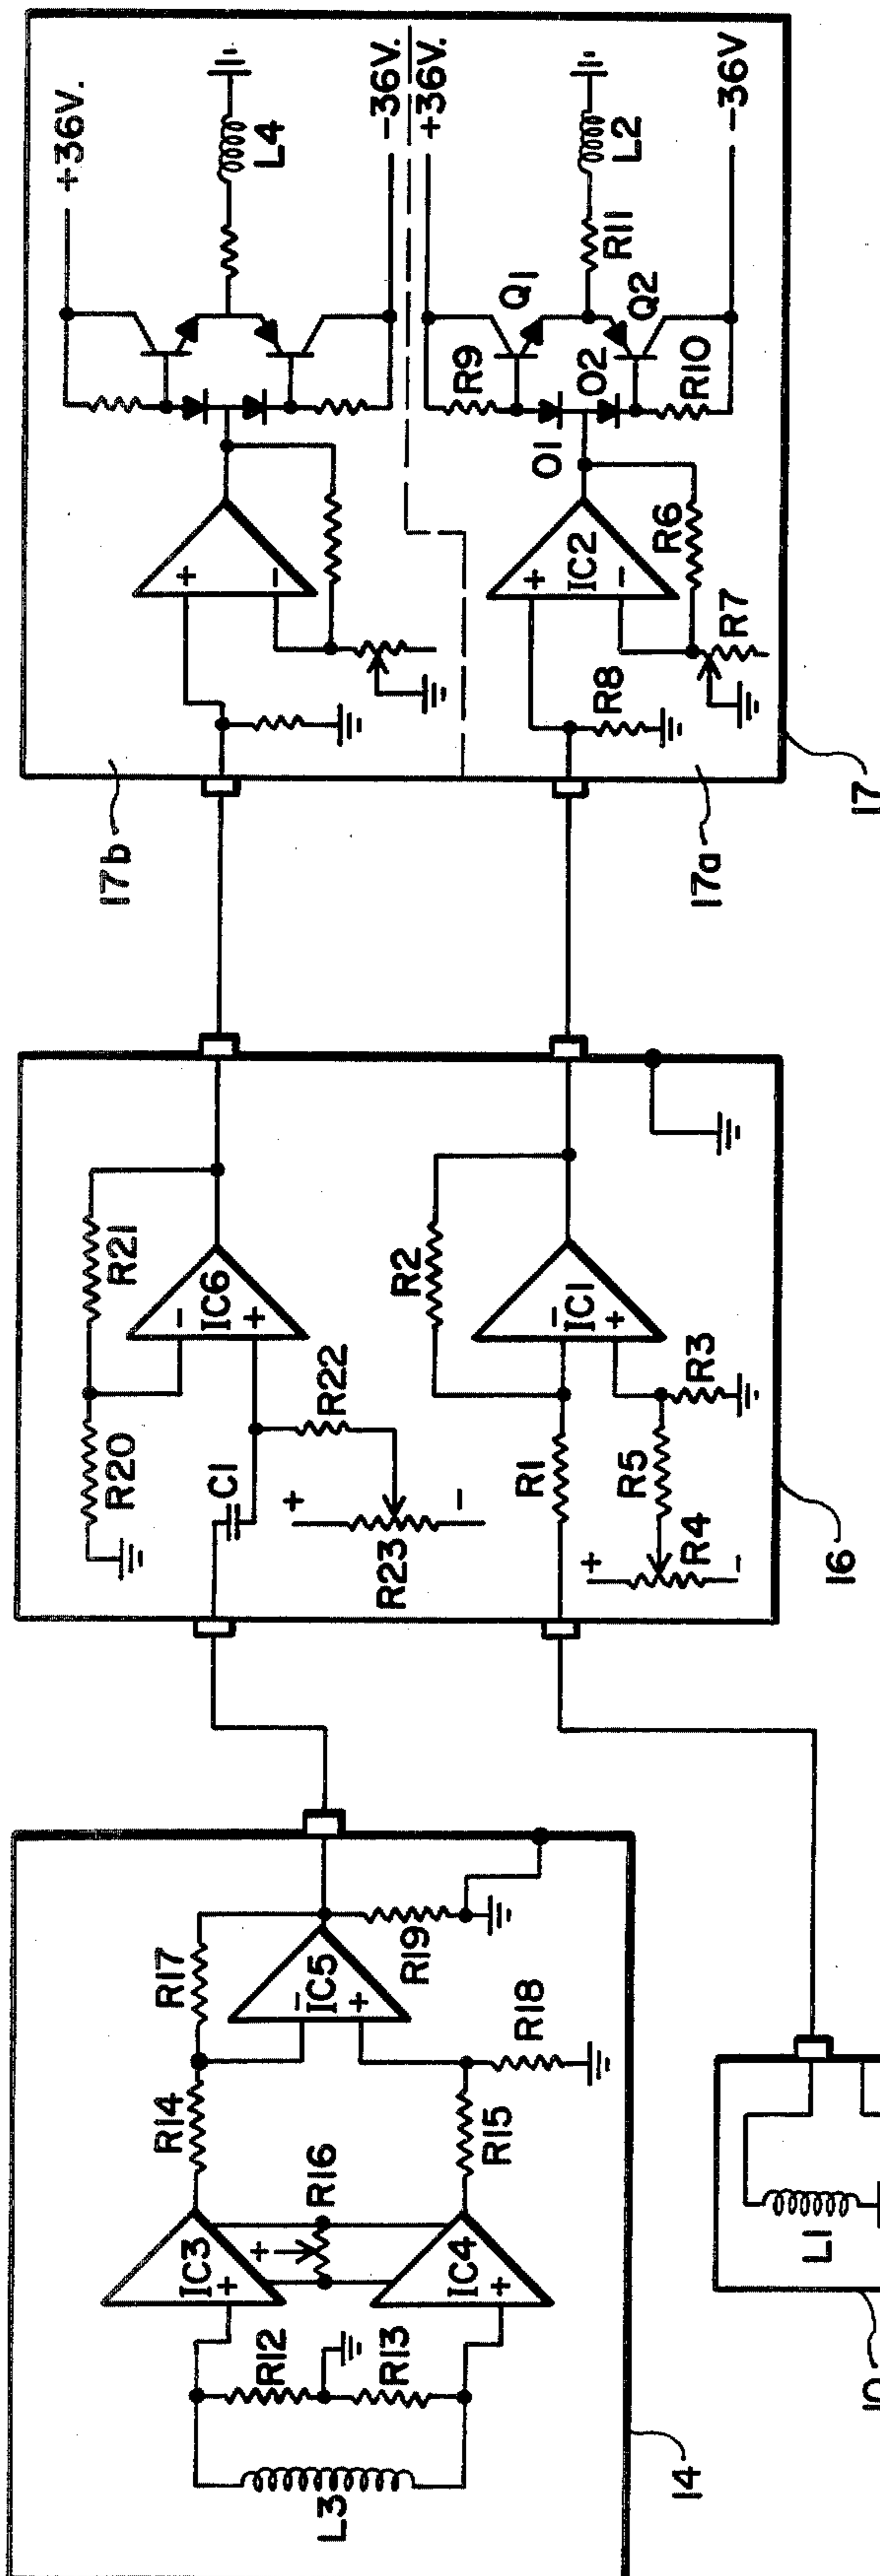 +36V.
L4
-36V.
+36V.
L2
-36V
R11
Q1
Q2
R9
O2
R10
O1
+
-
+
IC2
-
R6
R7
R8
17b
17a
17
R21
IC6
-
+
R20
C1
R22
+
-
R23
R2
IC1
-
+
R1
R3
R5
+
R4
-
16
R17
IC5
-
+
R19
R18
R14
R15
R16
+
IC3
+
IC4
+
R12
R13
L3
14
L1
10